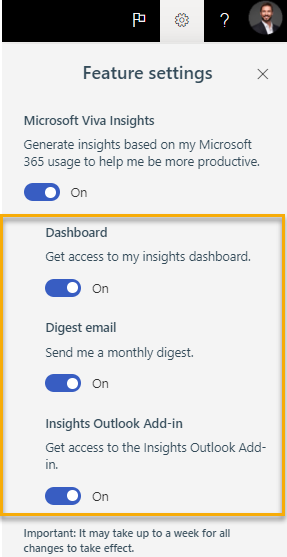 ?
Feature settings
Microsoft Viva Insights
Generate insights based on my Microsoft
365 usage to help me be more productive.
On
Dashboard
Get access to my insights dashboard.
On
Digest email
Send me a monthly digest.
On
Insights Outlook Add-in
Get access to the Insights Outlook Add-
in.
On
Important: It may take up to a week for all
changes to take effect.